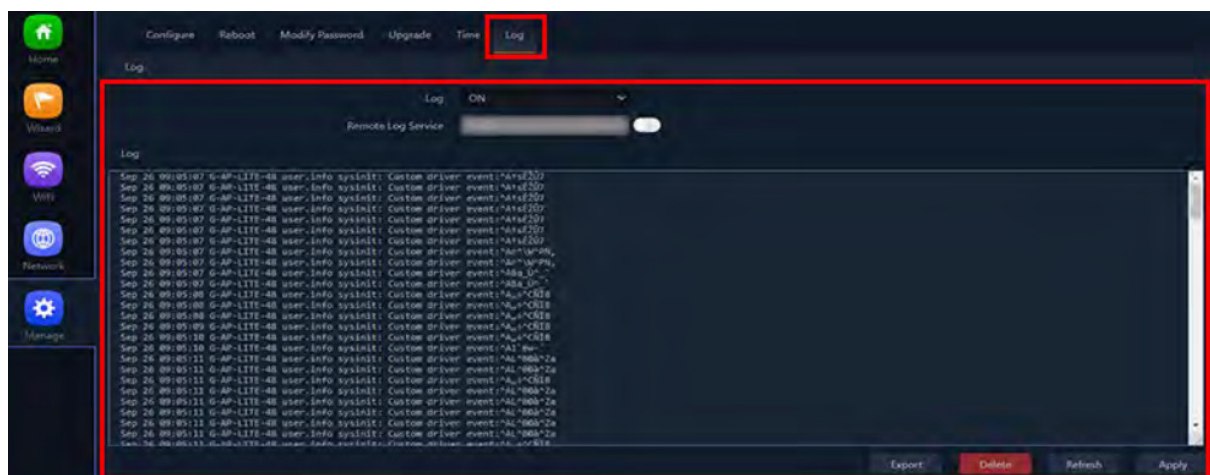 Home
Wizard
WiFi
Network
Manage
Configure Reboot Modify Password Upgrade Time Log
Log
Log ON
Remote Log Service
Log
Sep 26 09:05:07 G-AP-LITE-48 user.info sysinit: Custom driver event:
Sep 26 09:05:07 G-AP-LITE-48 user.info sysinit: Custom driver event:
Sep 26 09:05:07 G-AP-LITE-48 user.info sysinit: Custom driver event:
Sep 26 09:05:07 G-AP-LITE-48 user.info sysinit: Custom driver event:
Sep 26 09:05:07 G-AP-LITE-48 user.info sysinit: Custom driver event:
Sep 26 09:05:07 G-AP-LITE-48 user.info sysinit: Custom driver event:
Sep 26 09:05:07 G-AP-LITE-48 user.info sysinit: Custom driver event:
Sep 26 09:05:07 G-AP-LITE-48 user.info sysinit: Custom driver event:
Sep 26 09:05:07 G-AP-LITE-48 user.info sysinit: Custom driver event:
Sep 26 09:05:07 G-AP-LITE-48 user.info sysinit: Custom driver event:
Sep 26 09:05:07 G-AP-LITE-48 user.info sysinit: Custom driver event:
Sep 26 09:05:08 G-AP-LITE-48 user.info sysinit: Custom driver event:
Sep 26 09:05:08 G-AP-LITE-48 user.info sysinit: Custom driver event:
Sep 26 09:05:08 G-AP-LITE-48 user.info sysinit: Custom driver event:
Sep 26 09:05:09 G-AP-LITE-48 user.info sysinit: Custom driver event:
Sep 26 09:05:10 G-AP-LITE-48 user.info sysinit: Custom driver event:
Sep 26 09:05:10 G-AP-LITE-48 user.info sysinit: Custom driver event:
Sep 26 09:05:11 G-AP-LITE-48 user.info sysinit: Custom driver event:
Sep 26 09:05:11 G-AP-LITE-48 user.info sysinit: Custom driver event:
Sep 26 09:05:11 G-AP-LITE-48 user.info sysinit: Custom driver event:
Sep 26 09:05:11 G-AP-LITE-48 user.info sysinit: Custom driver event:
Sep 26 09:05:11 G-AP-LITE-48 user.info sysinit: Custom driver event:
Sep 26 09:05:11 G-AP-LITE-48 user.info sysinit: Custom driver event:
Sep 26 09:05:11 G-AP-LITE-48 user.info sysinit: Custom driver event:
Sep 26 09:05:11 G-AP-LITE-48 user.info sysinit: Custom driver event:
Sep 26 09:05:11 G-AP-LITE-48 user.info sysinit: Custom driver event:
Export Delete Refresh Apply